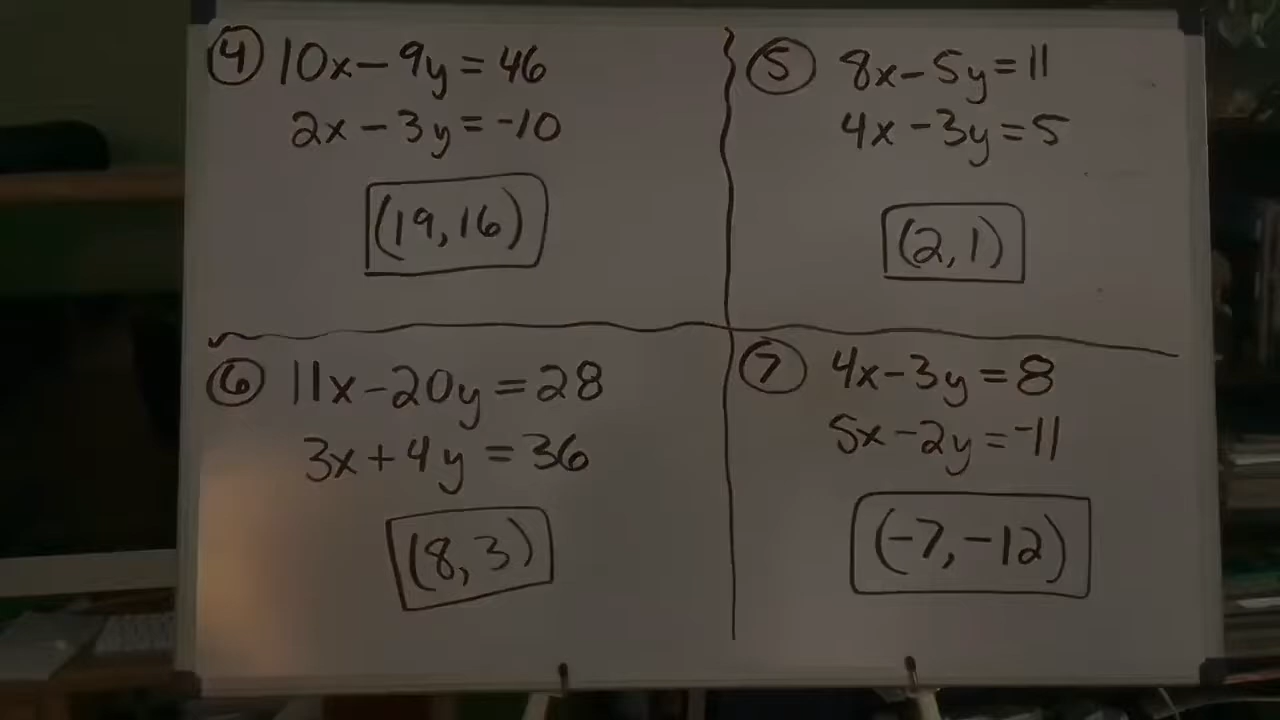 ④ 10x-9y=46
2x-3y=-10
(19,16)
⑤ 8x-5y=11
4x-3y=5
(2,1)
⑥ 11x-20y=28
3x+4y=36
(8,3)
⑦ 4x-3y=8
5x-2y=-11
(-7,-12)